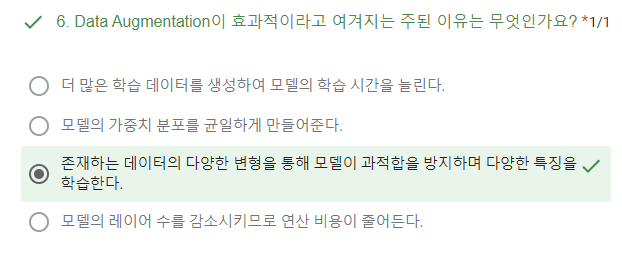 6. Data Augmentation이 효과적이라고 여겨지는 주된 이유는 무엇인가요? *1/1
더 많은 학습 데이터를 생성하여 모델의 학습 시간을 늘린다.
모델의 가중치 분포를 균일하게 만들어준다.
존재하는 데이터의 다양한 변형을 통해 모델이 과적합을 방지하며 다양한 특징을
학습한다.
모델의 레이어 수를 감소시키므로 연산 비용이 줄어든다.